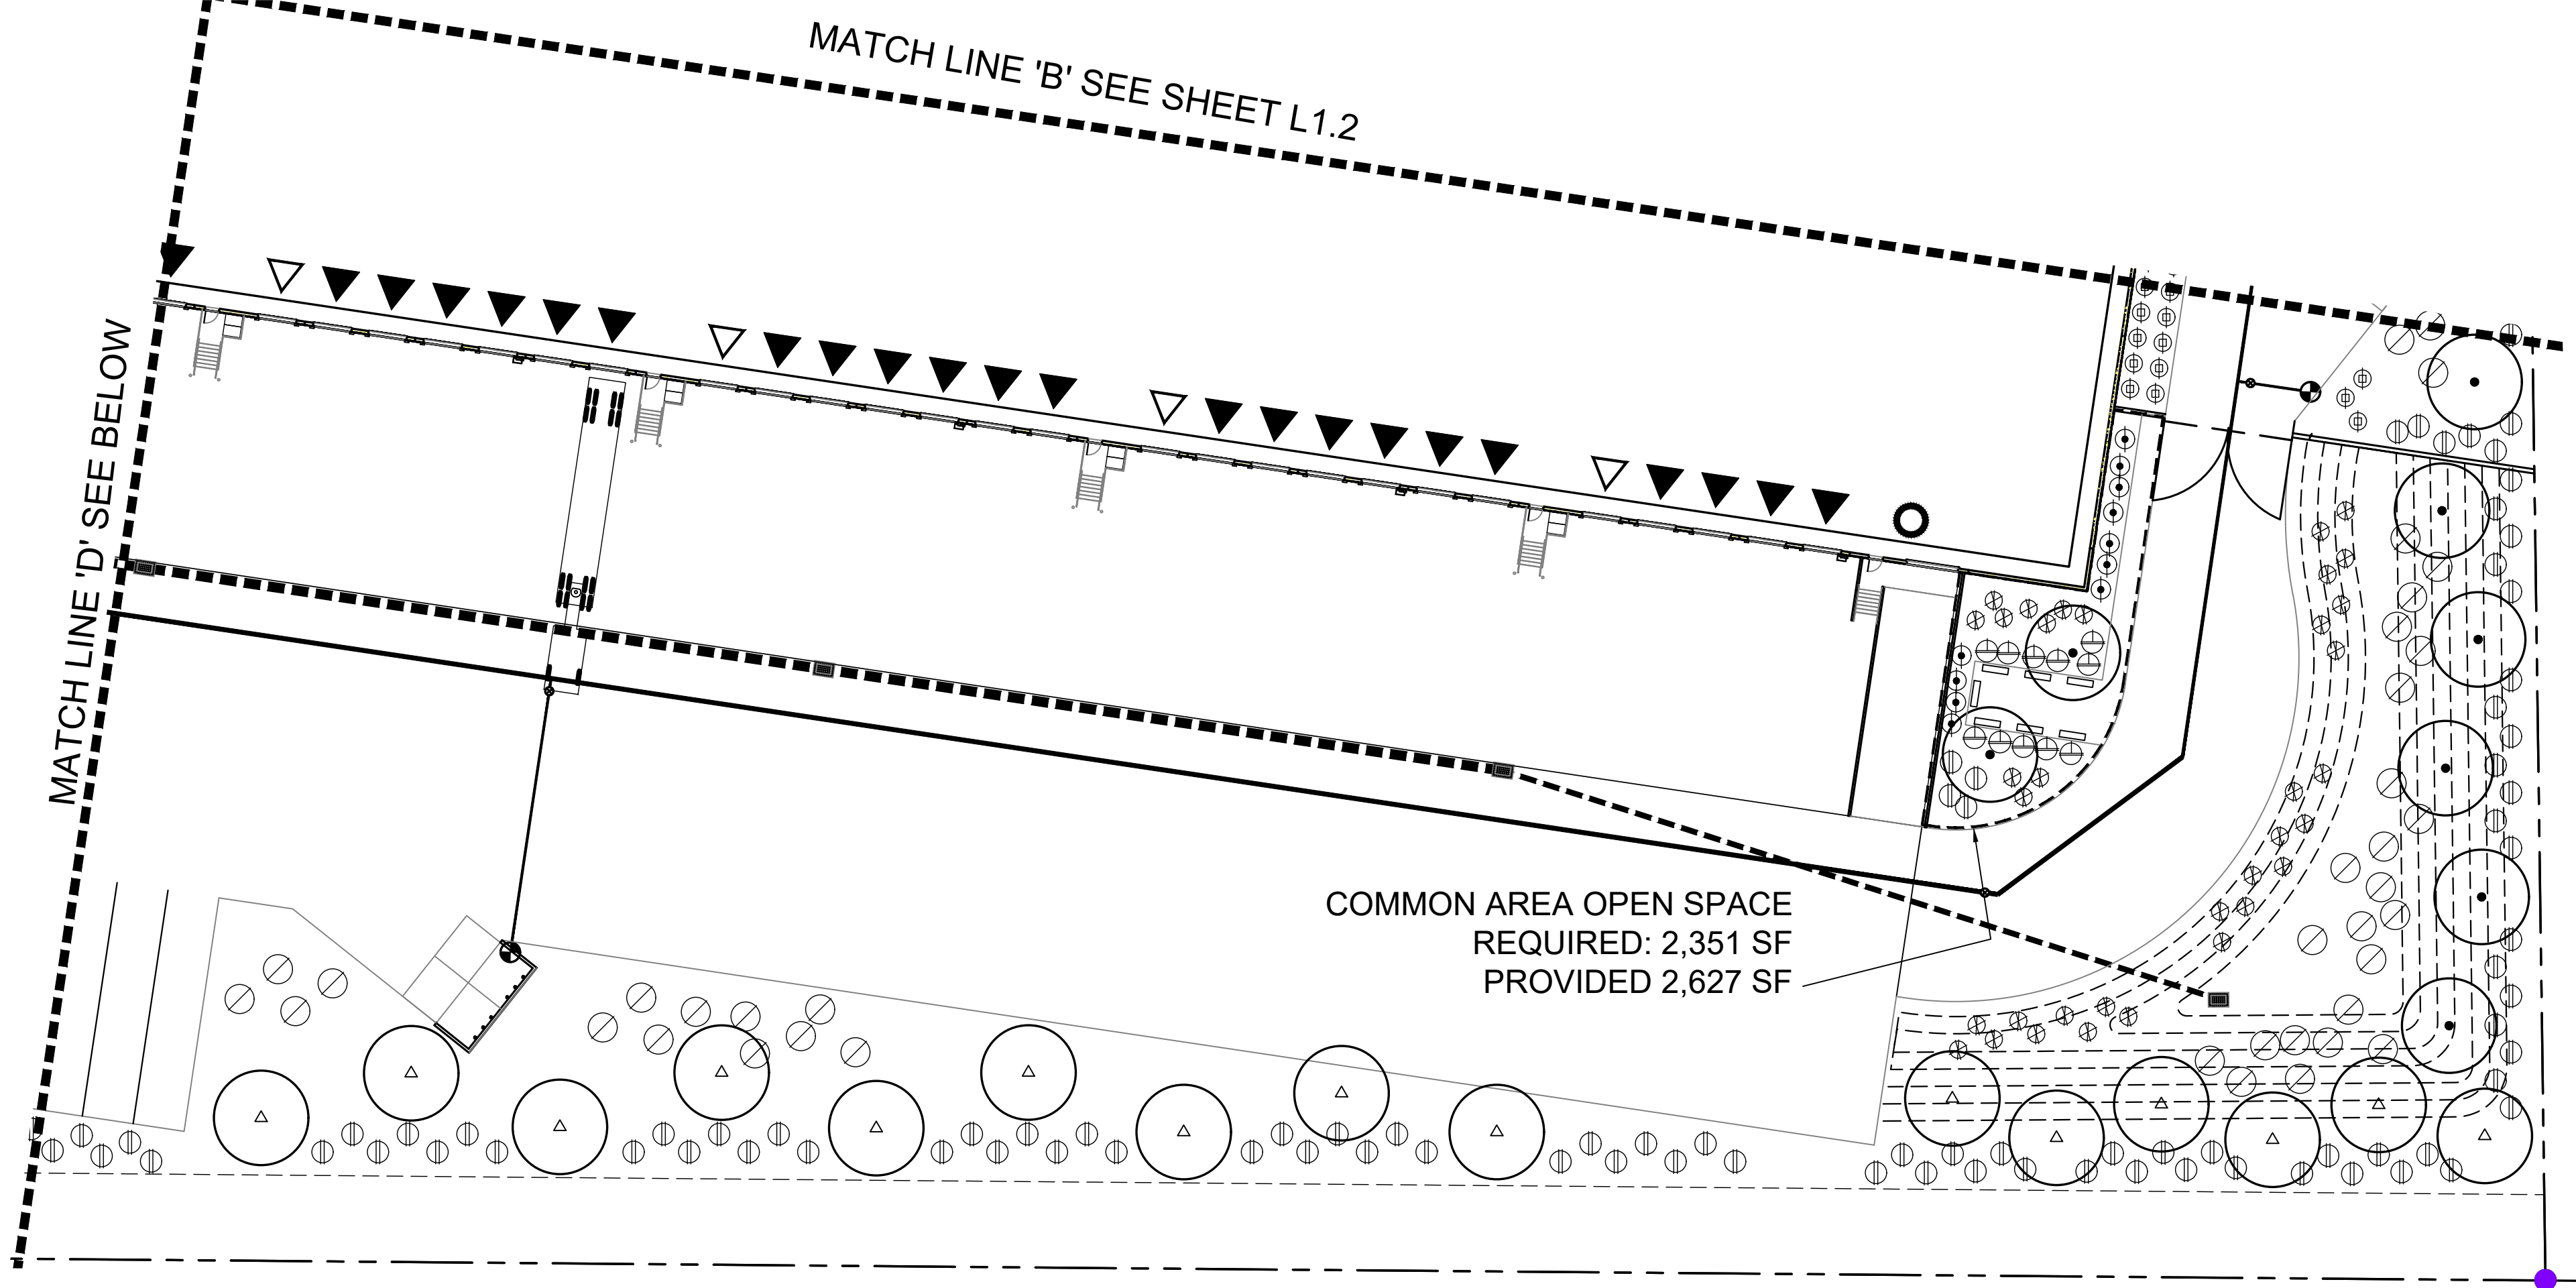 MATCH LINE 'B' SEE SHEET L1.2
MATCH LINE 'D' SEE BELOW
COMMON AREA OPEN SPACE
REQUIRED: 2,351 SF
PROVIDED 2,627 SF